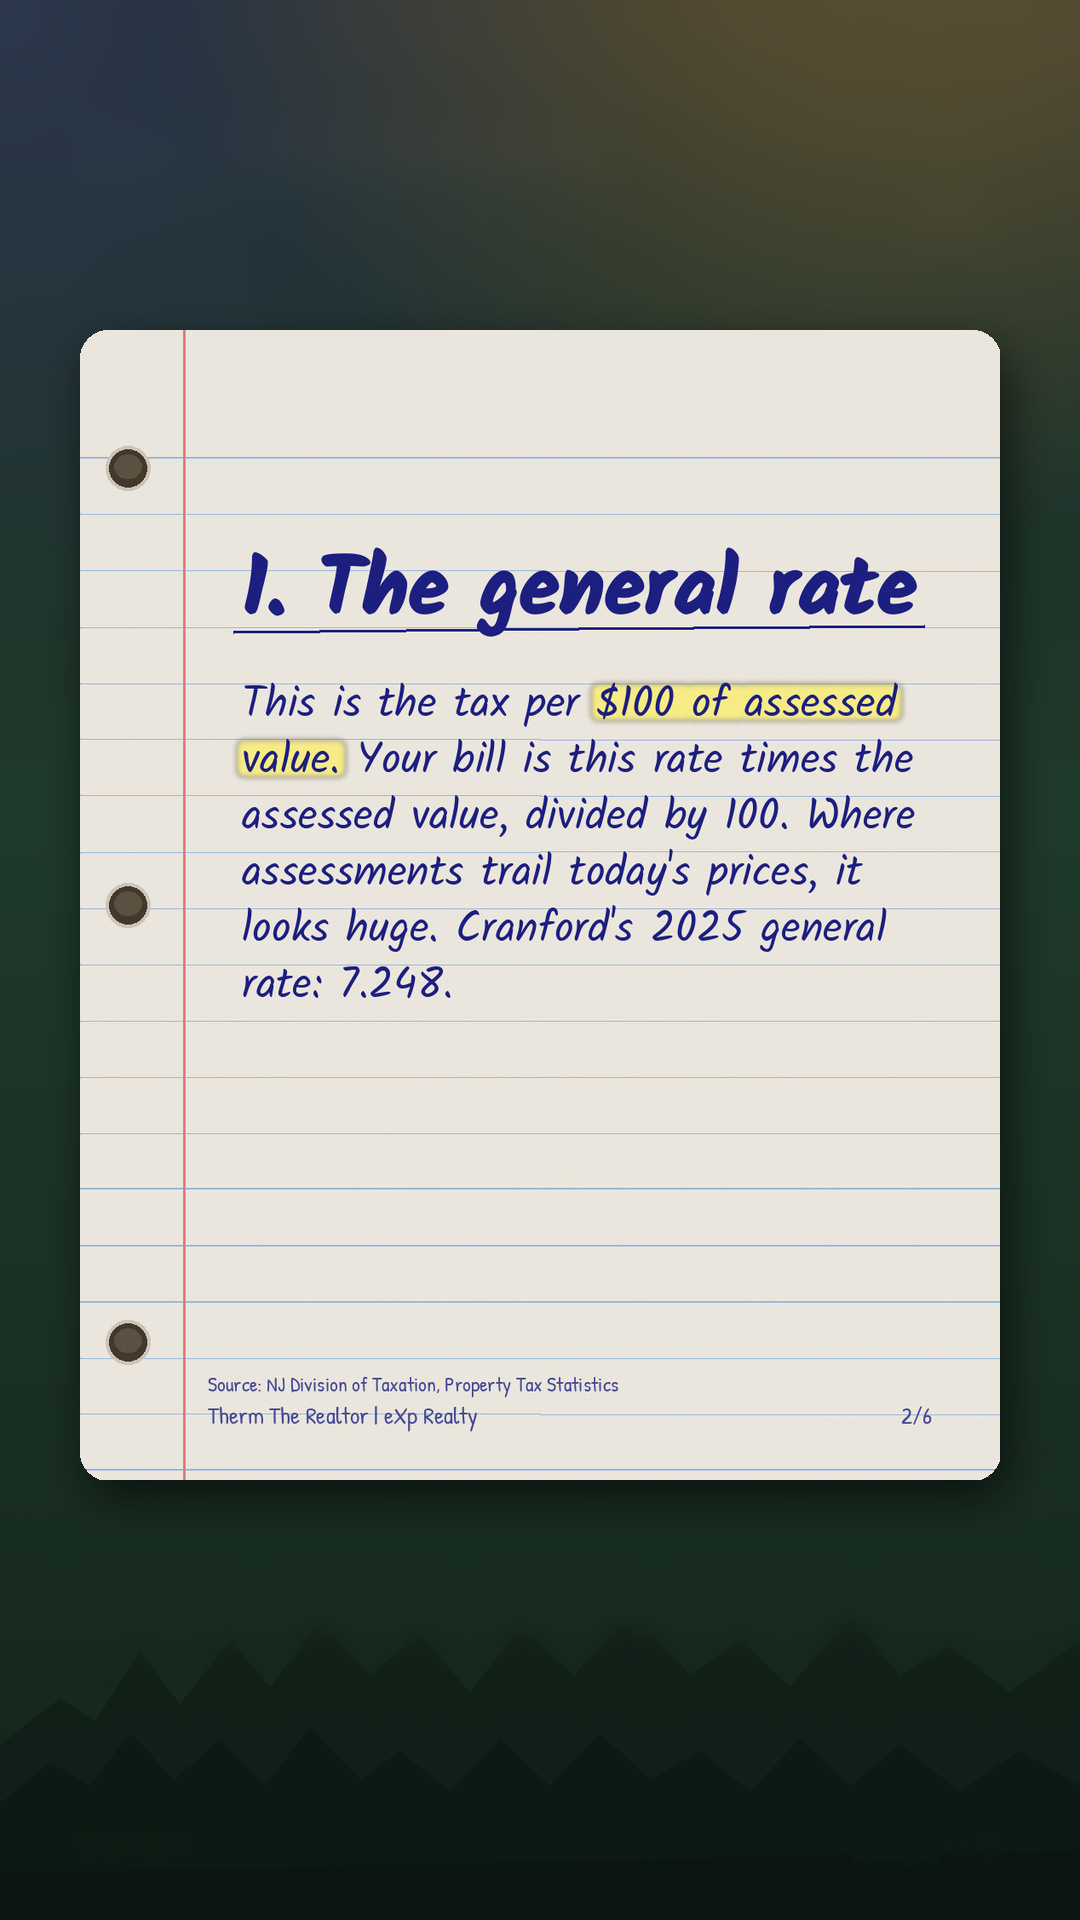 1. The general rate
This is the tax per $100 of assessed
value. Your bill is this rate times the
assessed value, divided by 100. Where
assessments trail today's prices, it
looks huge. Cranford's 2025 general
rate: 7.248.
Source: NJ Division of Taxation, Property Tax Statistics
Therm The Realtor | eXp Realty
2/6